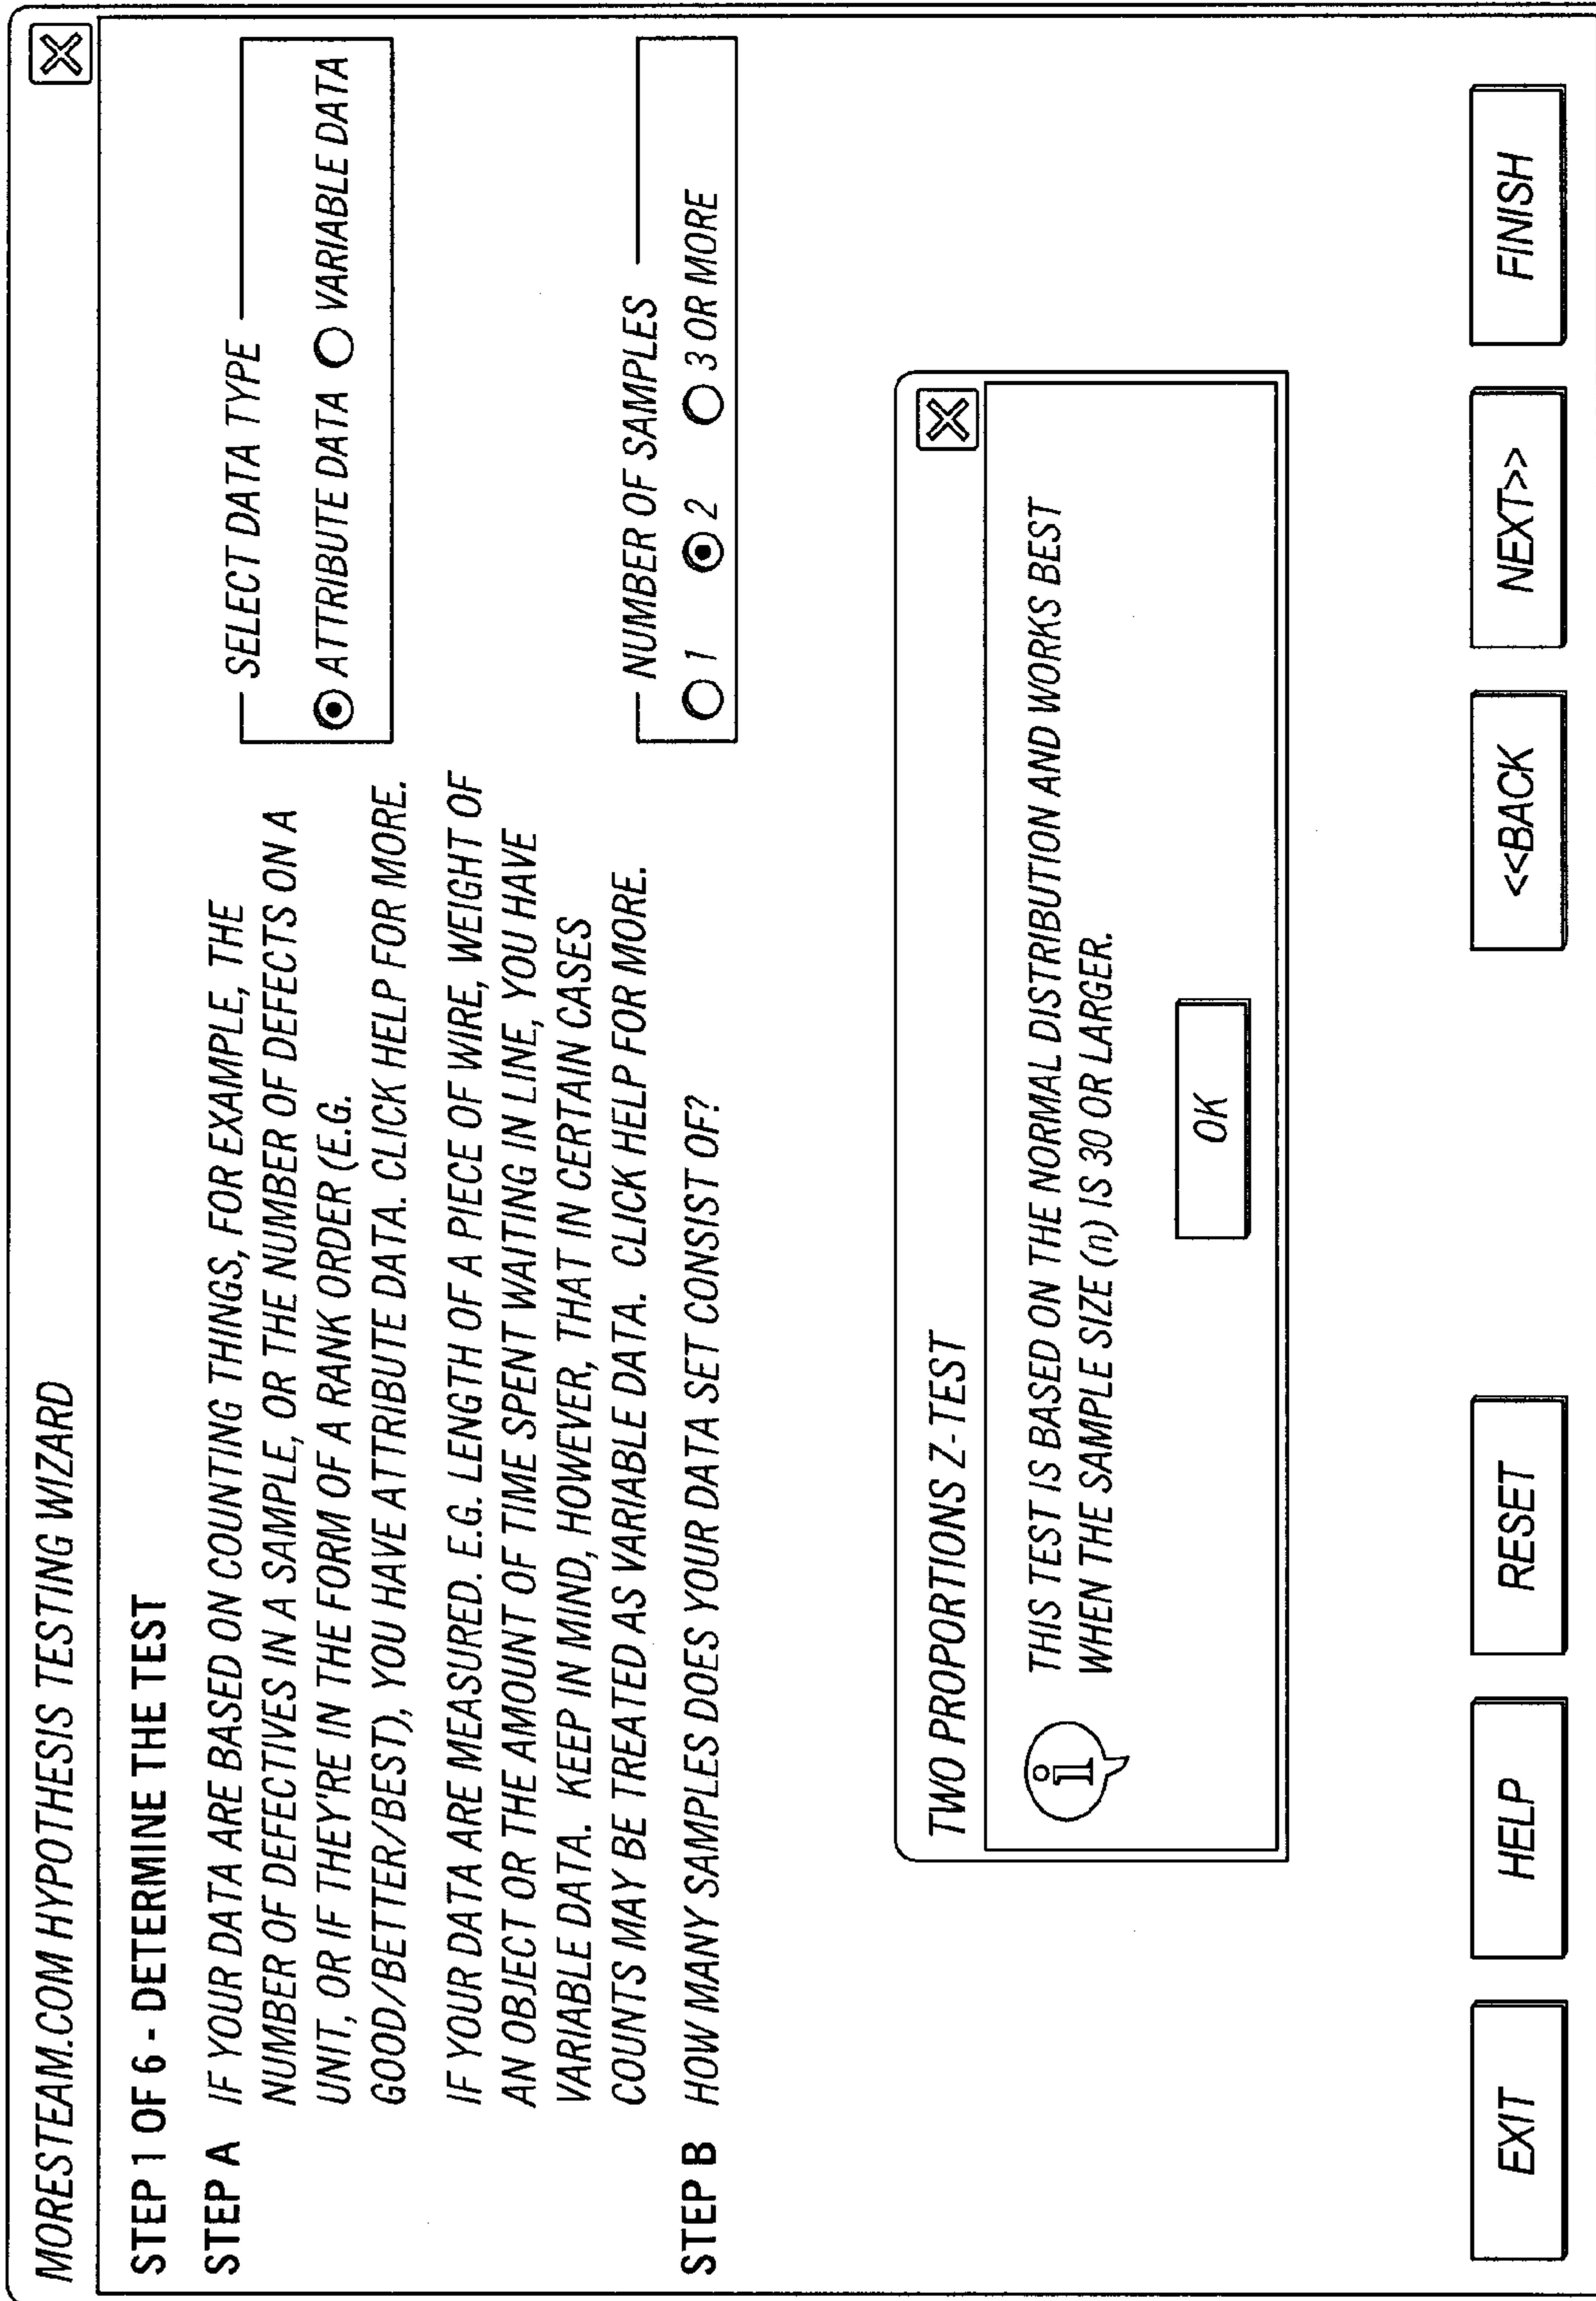 MORESTEAM.COM HYPOTHESIS TESTING WIZARD
STEP 1 OF 6 - DETERMINE THE TEST
STEP A IF YOUR DATA ARE BASED ON COUNTING THINGS, FOR EXAMPLE, THE
NUMBER OF DEFECTIVES IN A SAMPLE, OR THE NUMBER OF DEFECTS ON A
UNIT, OR IF THEY'RE IN THE FORM OF A RANK ORDER (E.G.
GOOD/BETTER/BEST), YOU HAVE ATTRIBUTE DATA. CLICK HELP FOR MORE.
SELECT DATA TYPE
ATTRIBUTE DATA VARIABLE DATA
IF YOUR DATA ARE MEASURED. E.G. LENGTH OF A PIECE OF WIRE, WEIGHT OF
AN OBJECT OR THE AMOUNT OF TIME SPENT WAITING IN LINE, YOU HAVE
VARIABLE DATA. KEEP IN MIND, HOWEVER, THAT IN CERTAIN CASES
COUNTS MAY BE TREATED AS VARIABLE DATA. CLICK HELP FOR MORE.
STEP B HOW MANY SAMPLES DOES YOUR DATA SET CONSIST OF?
NUMBER OF SAMPLES
1 2 3 OR MORE
TWO PROPORTIONS Z-TEST
THIS TEST IS BASED ON THE NORMAL DISTRIBUTION AND WORKS BEST
WHEN THE SAMPLE SIZE (n) IS 30 OR LARGER.
OK
EXIT HELP RESET <<BACK NEXT>> FINISH